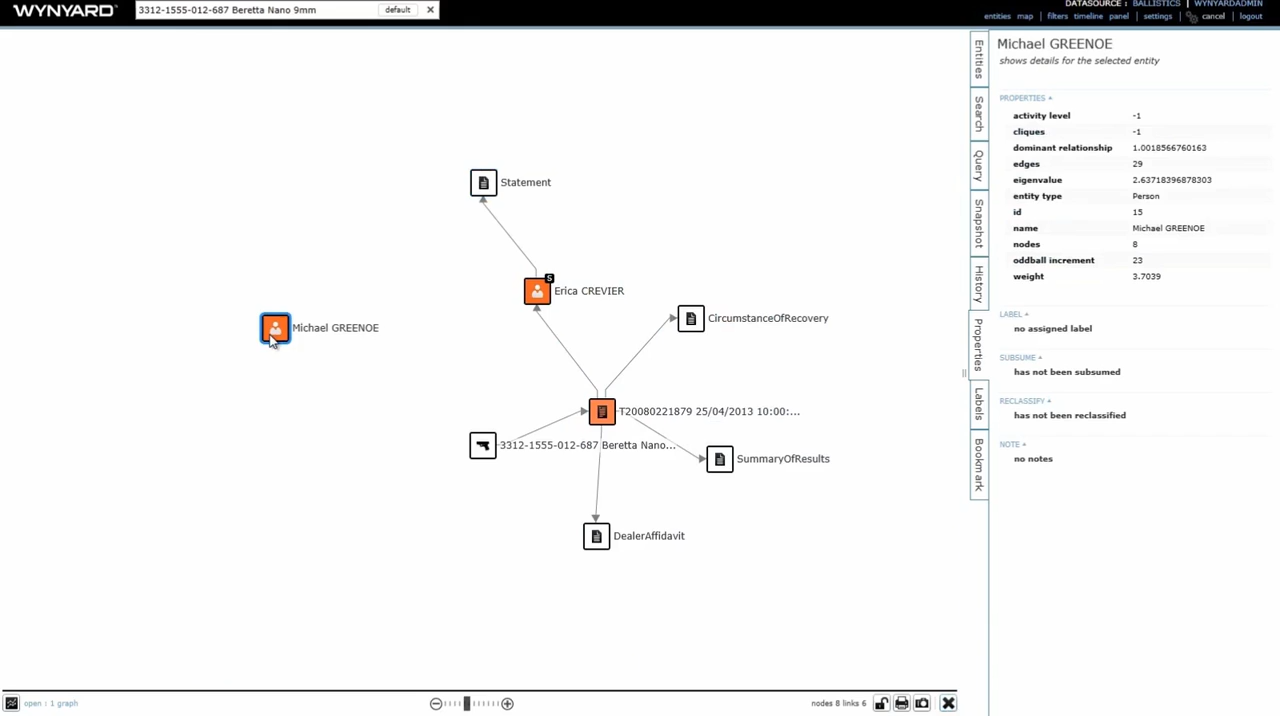 WYNYARD
3312-1555-012-687 Beretta Nano 9mm
default
DATASOURCE : BALLISTICS | WYNYARDADMIN
entities map | filters timeline panel | settings | cancel | logout
Statement
Erica CREVIER
S
Michael GREENOE
CircumstanceOfRecovery
T20080221879 25/04/2013 10:00:...
3312-1555-012-687 Beretta Nano...
SummaryOfResults
DealerAffidavit
Entities
Search
Query
Snapshot
History
Properties
Labels
Bookmark
Michael GREENOE
shows details for the selected entity
PROPERTIES
activity level -1
cliques -1
dominant relationship 1.0018566760163
edges 29
eigenvalue 2.63718396878303
entity type Person
id 15
name Michael GREENOE
nodes 8
oddball increment 23
weight 3.7039
LABEL
no assigned label
SUBSUME
has not been subsumed
RECLASSIFY
has not been reclassified
NOTE
no notes
open : 1 graph
nodes 8 links 6